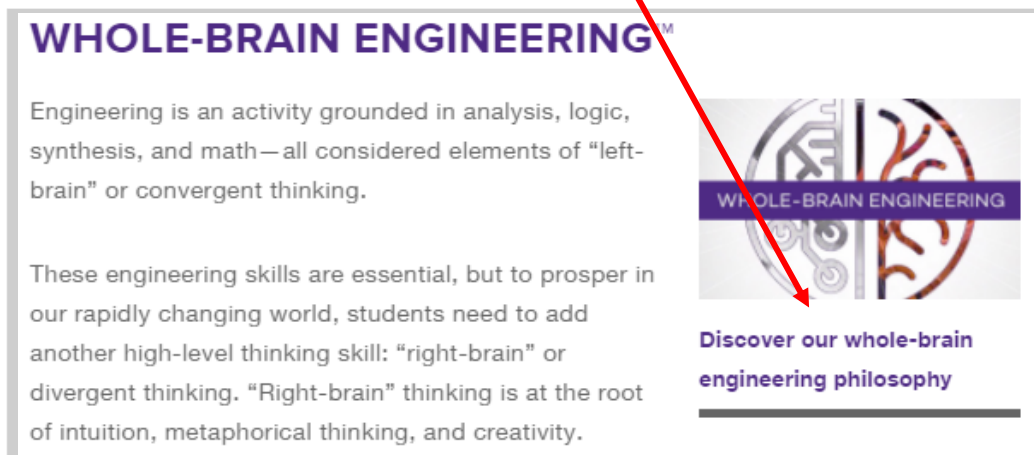 WHOLE-BRAIN ENGINEERING™
Engineering is an activity grounded in analysis, logic,
synthesis, and math—all considered elements of “left-
brain” or convergent thinking.
These engineering skills are essential, but to prosper in
our rapidly changing world, students need to add
another high-level thinking skill: “right-brain” or
divergent thinking. “Right-brain” thinking is at the root
of intuition, metaphorical thinking, and creativity.
WHOLE-BRAIN ENGINEERING
Discover our whole-brain
engineering philosophy